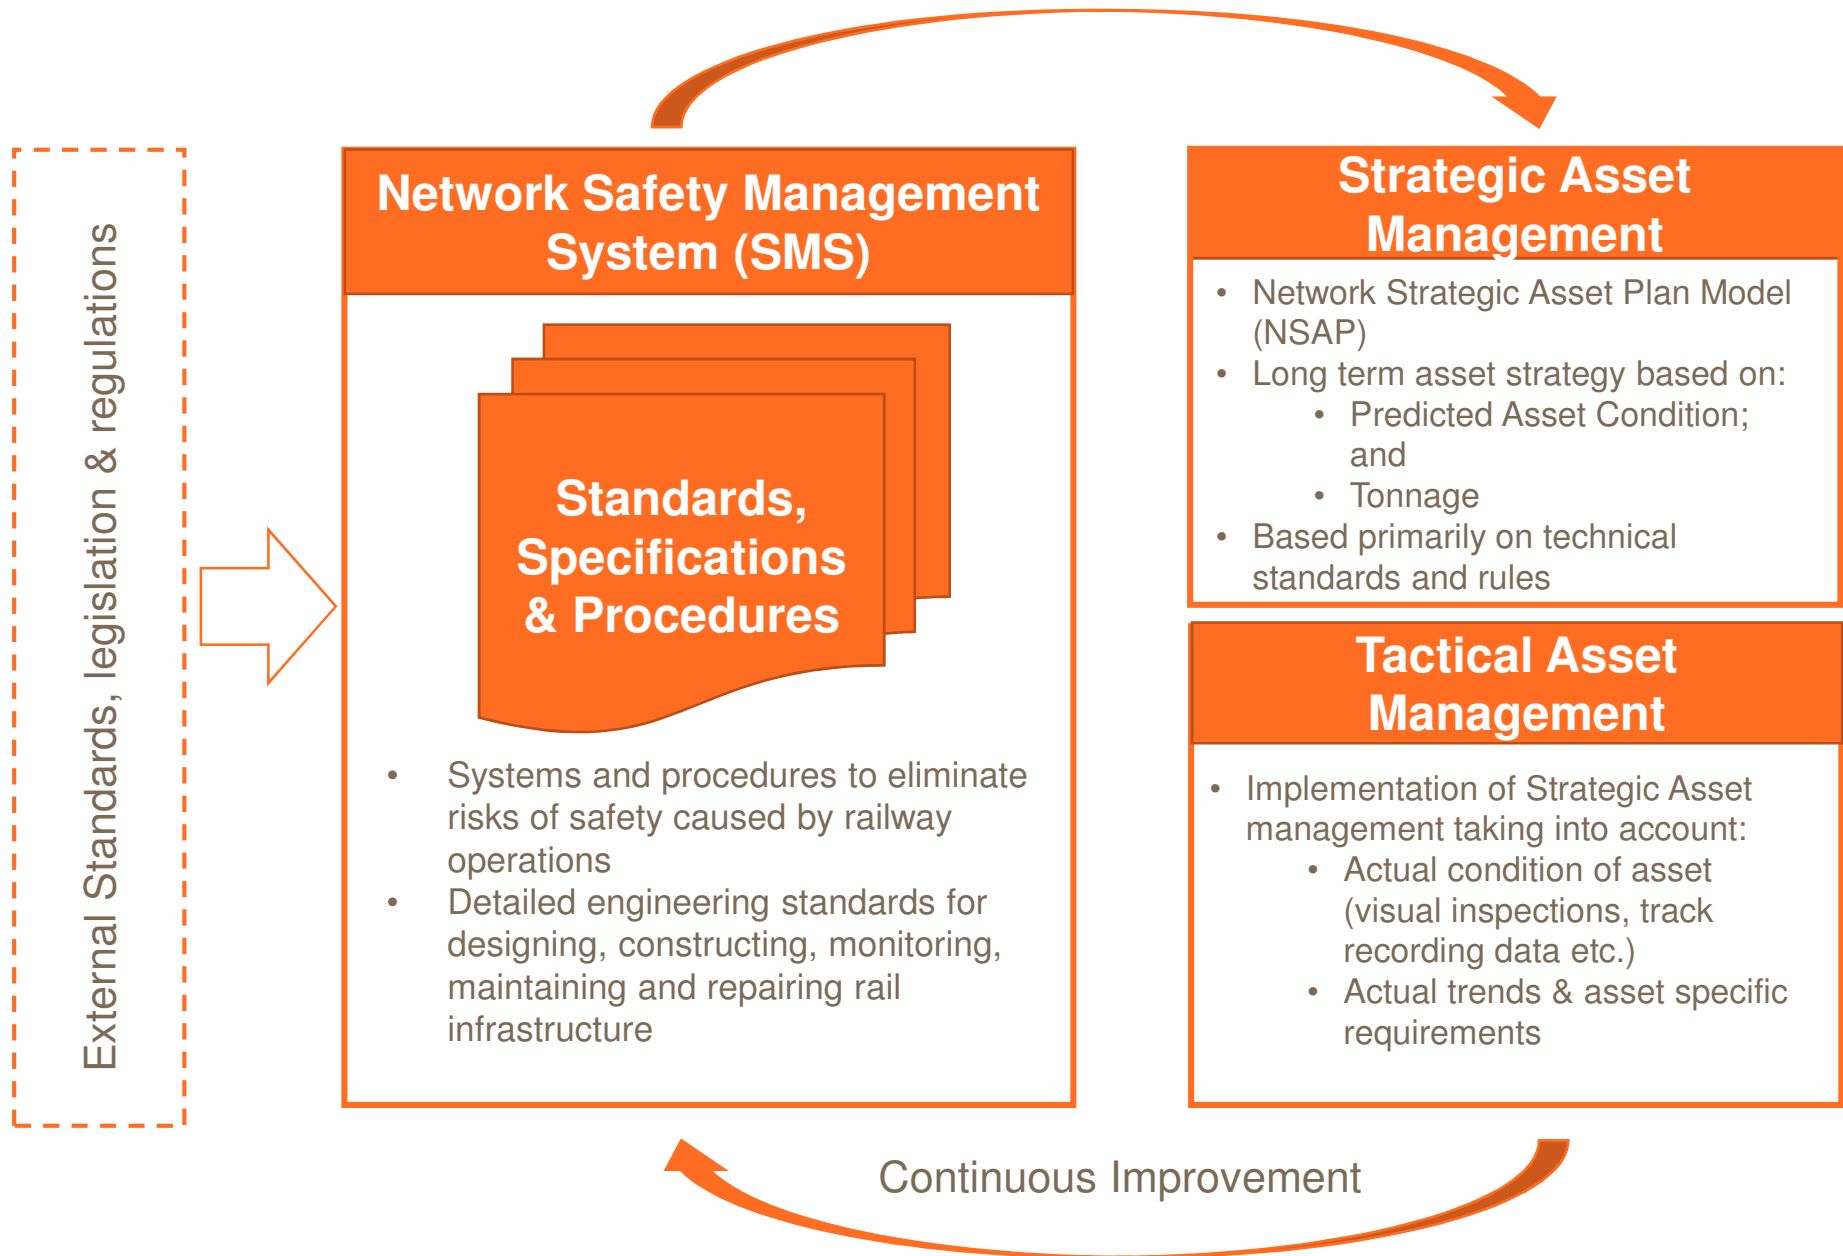 External Standards, legislation & regulations
Network Safety Management
System (SMS)
Standards,
Specifications
& Procedures
• Systems and procedures to eliminate
risks of safety caused by railway
operations
• Detailed engineering standards for
designing, constructing, monitoring,
maintaining and repairing rail
infrastructure
Strategic Asset
Management
• Network Strategic Asset Plan Model
(NSAP)
• Long term asset strategy based on:
• Predicted Asset Condition;
and
• Tonnage
• Based primarily on technical
standards and rules
Tactical Asset
Management
• Implementation of Strategic Asset
management taking into account:
• Actual condition of asset
(visual inspections, track
recording data etc.)
• Actual trends & asset specific
requirements
Continuous Improvement